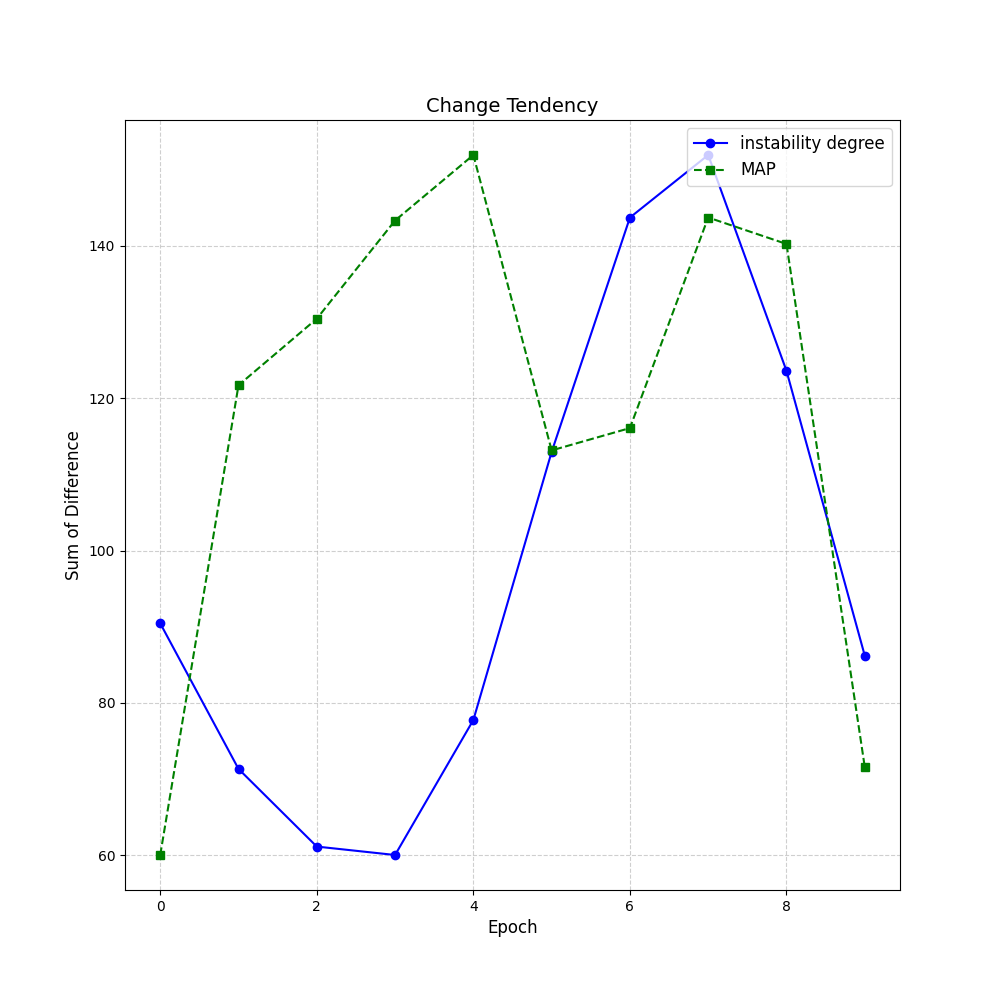 Change Tendency
instability degree
MAP
Sum of Difference
140
120
100
80
60
0 2 4 6 8
Epoch